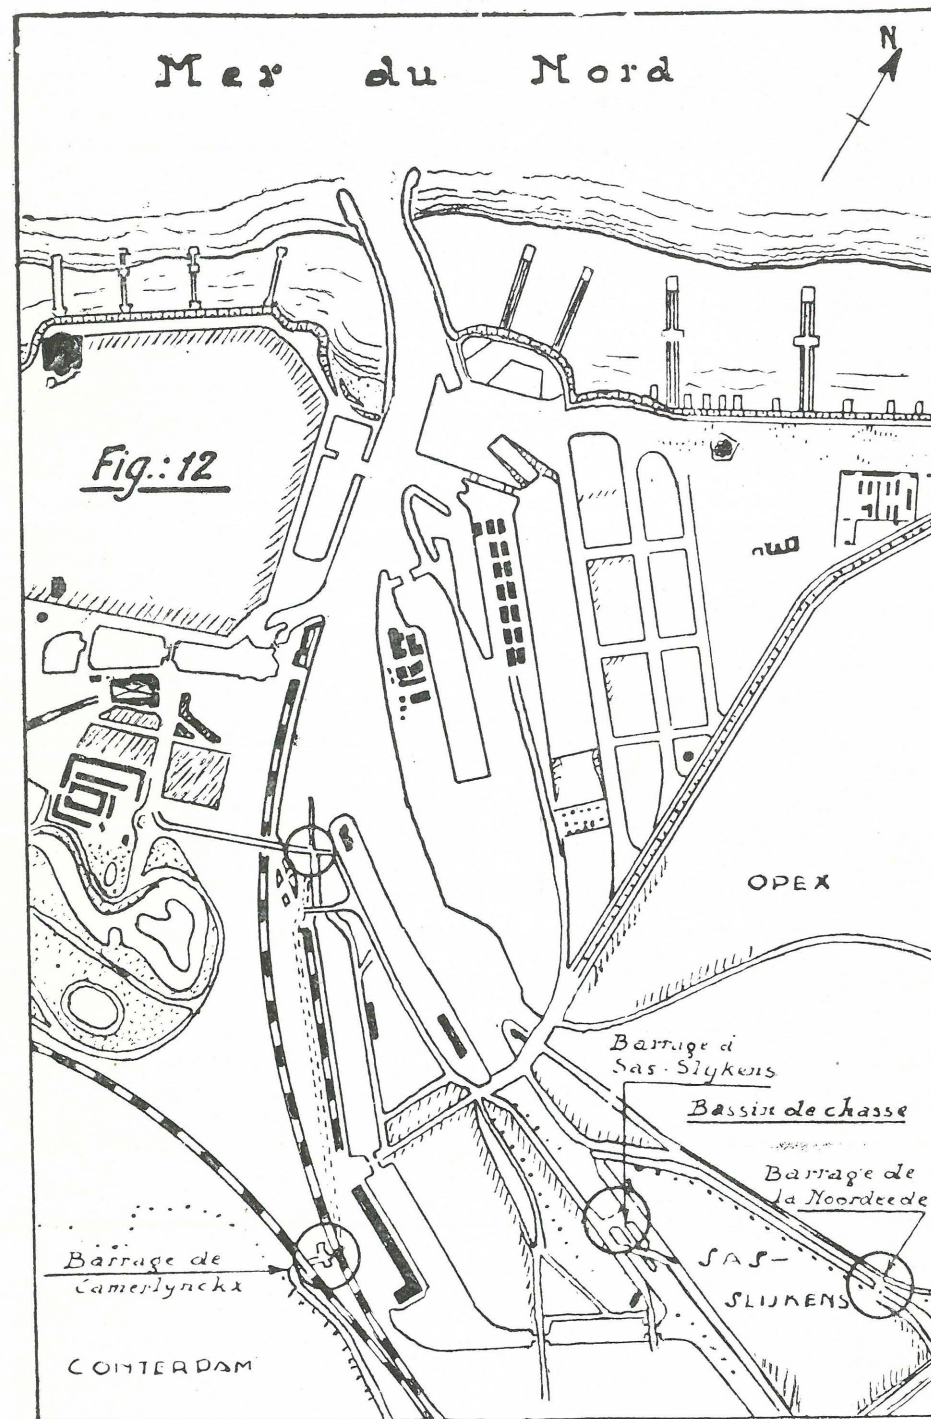 Mer du Nord
N
Fig.: 12
OPEX
Barrage à
Sas-Slykens
Bassin de chasse
Barrage de
la Noordeede
SAS-
SLIJKENS
Barrage de
Camerlynckx
CONTERDAM